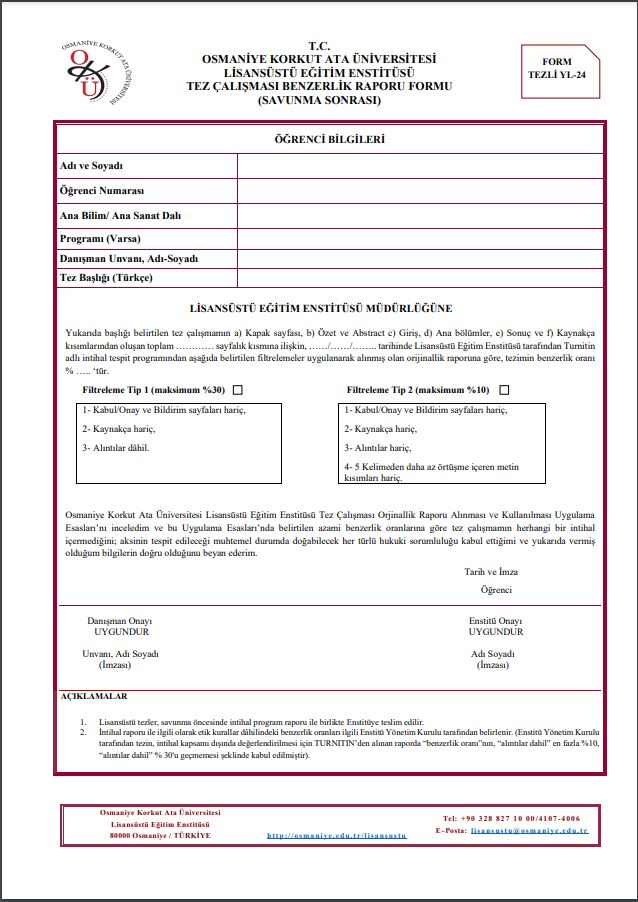 OSMANİYE KORKUT ATA ÜNİVERSİTESİ
OKÜ
T.C.
OSMANİYE KORKUT ATA ÜNİVERSİTESİ
LİSANSÜSTÜ EĞİTİM ENSTİTÜSÜ
TEZ ÇALIŞMASI BENZERLİK RAPORU FORMU
(SAVUNMA SONRASI)
FORM
TEZLİ YL-24
ÖĞRENCİ BİLGİLERİ
Adı ve Soyadı
Öğrenci Numarası
Ana Bilim/ Ana Sanat Dalı
Programı (Varsa)
Danışman Unvanı, Adı-Soyadı
Tez Başlığı (Türkçe)
LİSANSÜSTÜ EĞİTİM ENSTİTÜSÜ MÜDÜRLÜĞÜNE
Yukarıda başlığı belirtilen tez çalışmamın a) Kapak sayfası, b) Özet ve Abstract c) Giriş, d) Ana bölümler, e) Sonuç ve f) Kaynakça
kısımlarından oluşan toplam ………… sayfalık kısmına ilişkin, ……/……/…….. tarihinde Lisansüstü Eğitim Enstitüsü tarafından Turnitin
adlı intihal tespit programından aşağıda belirtilen filtrelemeler uygulanarak alınmış olan orijinallik raporuna göre, tezimin benzerlik oranı
% ….. ‘tür.
Filtreleme Tip 1 (maksimum %30) ☐
1- Kabul/Onay ve Bildirim sayfaları hariç,
2- Kaynakça hariç,
3- Alıntılar dâhil.
Filtreleme Tip 2 (maksimum %10) ☐
1- Kabul/Onay ve Bildirim sayfaları hariç,
2- Kaynakça hariç,
3- Alıntılar hariç,
4- 5 Kelimeden daha az örtüşme içeren metin
kısımları hariç.
Osmaniye Korkut Ata Üniversitesi Lisansüstü Eğitim Enstitüsü Tez Çalışması Orjinallik Raporu Alınması ve Kullanılması Uygulama
Esasları’nı inceledim ve bu Uygulama Esasları’nda belirtilen azami benzerlik oranlarına göre tez çalışmamın herhangi bir intihal
içermediğini; aksinin tespit edileceği muhtemel durumda doğabilecek her türlü hukuki sorumluluğu kabul ettiğimi ve yukarıda vermiş
olduğum bilgilerin doğru olduğunu beyan ederim.
Tarih ve İmza
Öğrenci
Danışman Onayı
UYGUNDUR
Unvanı, Adı Soyadı
(İmzası)
Enstitü Onayı
UYGUNDUR
Adı Soyadı
(İmzası)
AÇIKLAMALAR
1. Lisansüstü tezler, savunma öncesinde intihal program raporu ile birlikte Enstitüye teslim edilir.
2. İntihal raporu ile ilgili olarak etik kurallar dâhilindeki benzerlik oranları ilgili Enstitü Yönetim Kurulu tarafından belirlenir. (Enstitü Yönetim Kurulu
tarafından tezin, intihal kapsamı dışında değerlendirilmesi için TURNITIN’den alınan raporda “benzerlik oranı”nın, “alıntılar dahil” en fazla %10,
“alıntılar dahil” % 30'u geçmemesi şeklinde kabul edilmiştir).
Osmaniye Korkut Ata Üniversitesi
Lisansüstü Eğitim Enstitüsü
80000 Osmaniye / TÜRKİYE
http://osmaniye.edu.tr/lisansustu
Tel: +90 328 827 10 00/4107-4006
E-Posta: lisansustu@osmaniye.edu.tr